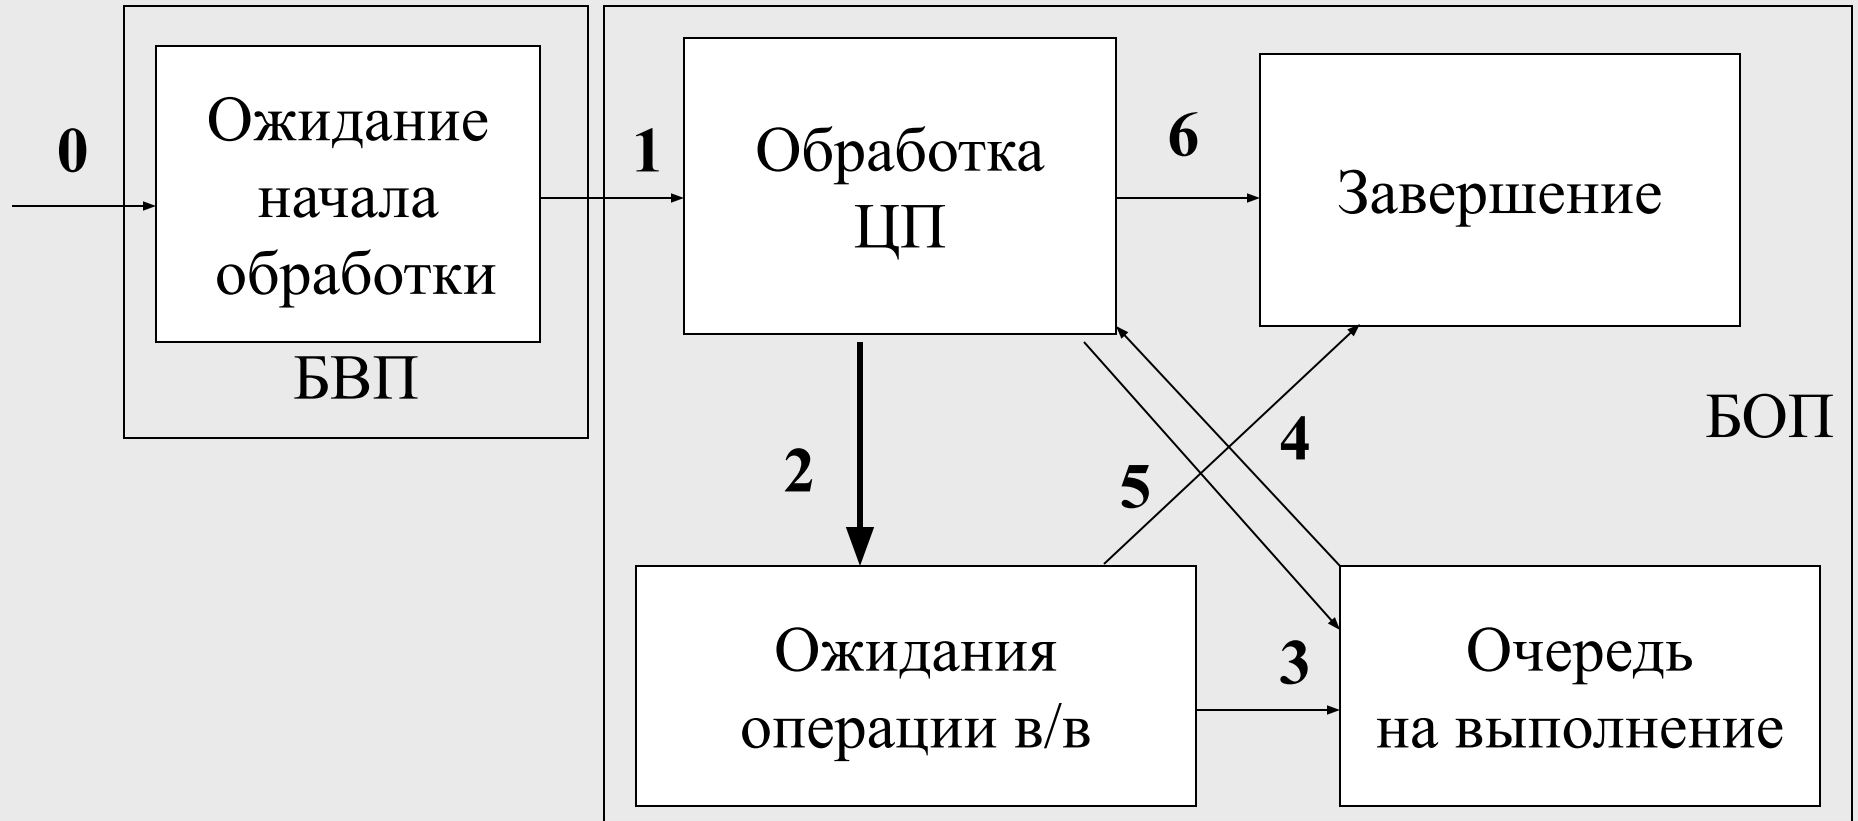 0
Ожидание
начала
обработки
БВП
1
Обработка
ЦП
6
Завершение
БОП
2
5
4
Ожидания
операции в/в
3
Очередь
на выполнение